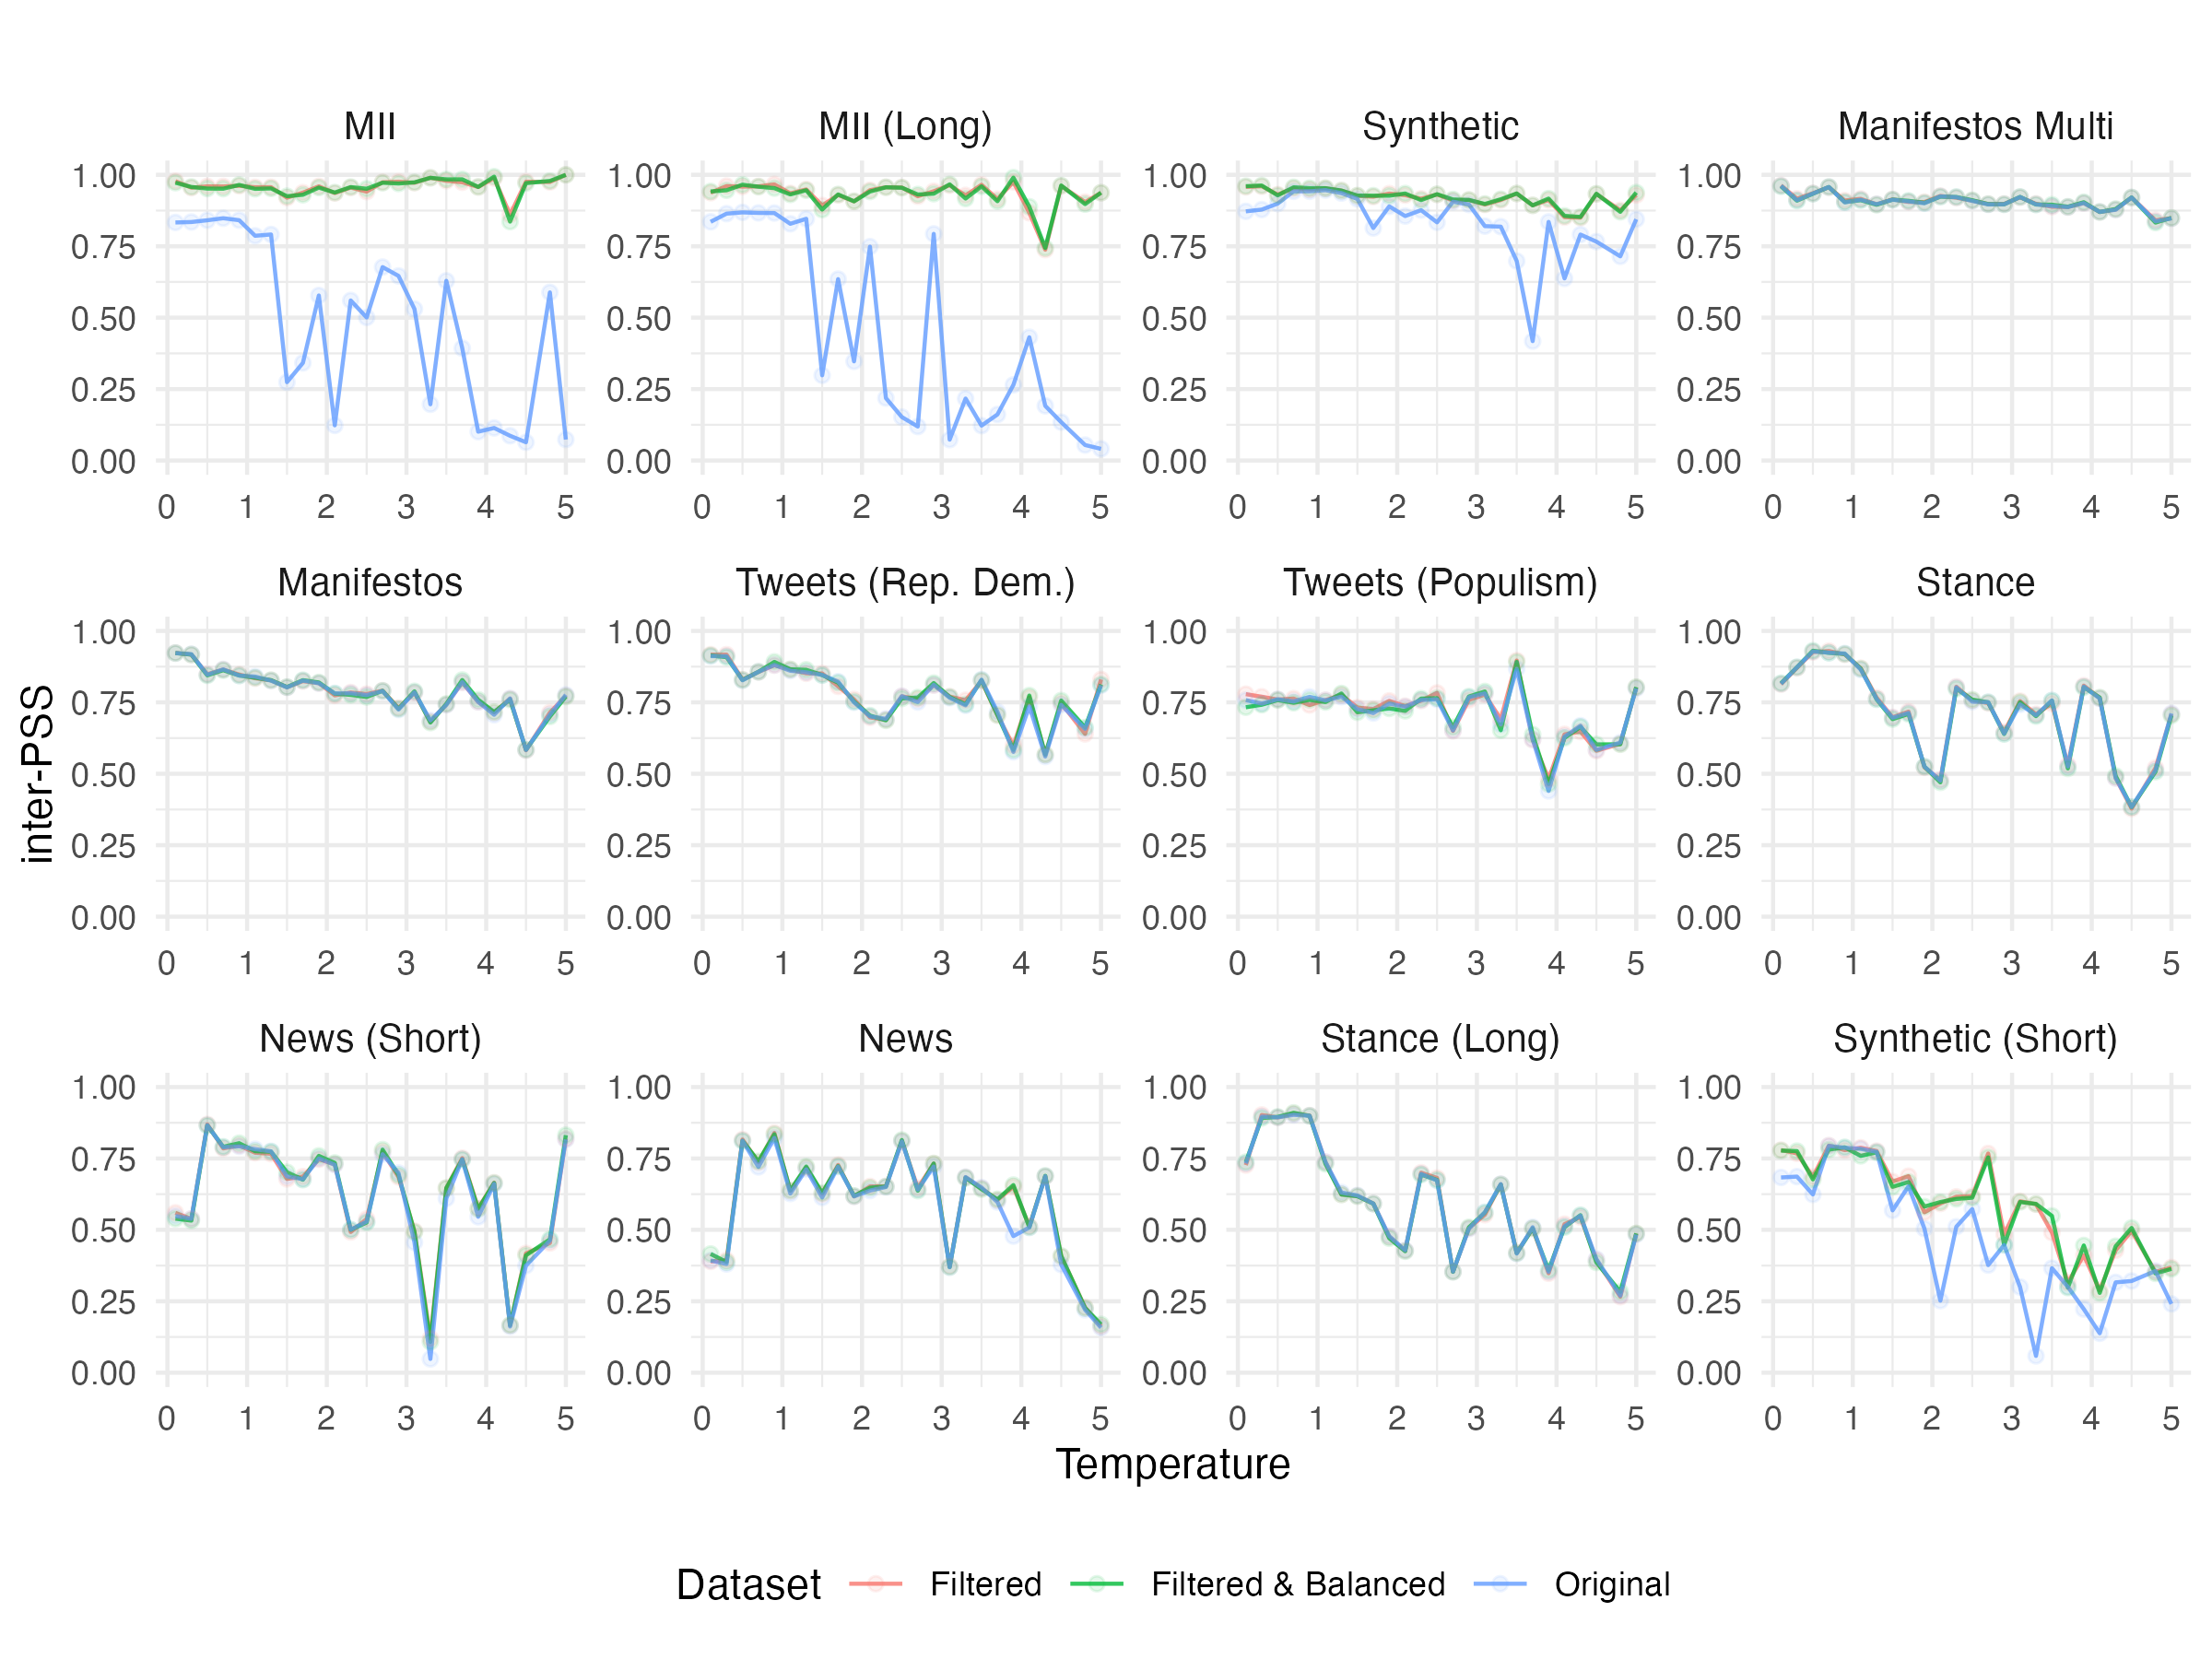 MII MII (Long) Synthetic Manifestos Multi
1.00 1.00 1.00 1.00
0.75 0.75 0.75 0.75
0.50 0.50 0.50 0.50
0.25 0.25 0.25 0.25
0.00 0.00 0.00 0.00
0 1 2 3 4 5 0 1 2 3 4 5 0 1 2 3 4 5 0 1 2 3 4 5
Manifestos Tweets (Rep. Dem.) Tweets (Populism) Stance
1.00 1.00 1.00 1.00
0.75 0.75 0.75 0.75
0.50 0.50 0.50 0.50
0.25 0.25 0.25 0.25
0.00 0.00 0.00 0.00
0 1 2 3 4 5 0 1 2 3 4 5 0 1 2 3 4 5 0 1 2 3 4 5
inter-PSS
News (Short) News Stance (Long) Synthetic (Short)
1.00 1.00 1.00 1.00
0.75 0.75 0.75 0.75
0.50 0.50 0.50 0.50
0.25 0.25 0.25 0.25
0.00 0.00 0.00 0.00
0 1 2 3 4 5 0 1 2 3 4 5 0 1 2 3 4 5 0 1 2 3 4 5
Temperature
Dataset Filtered Filtered & Balanced Original